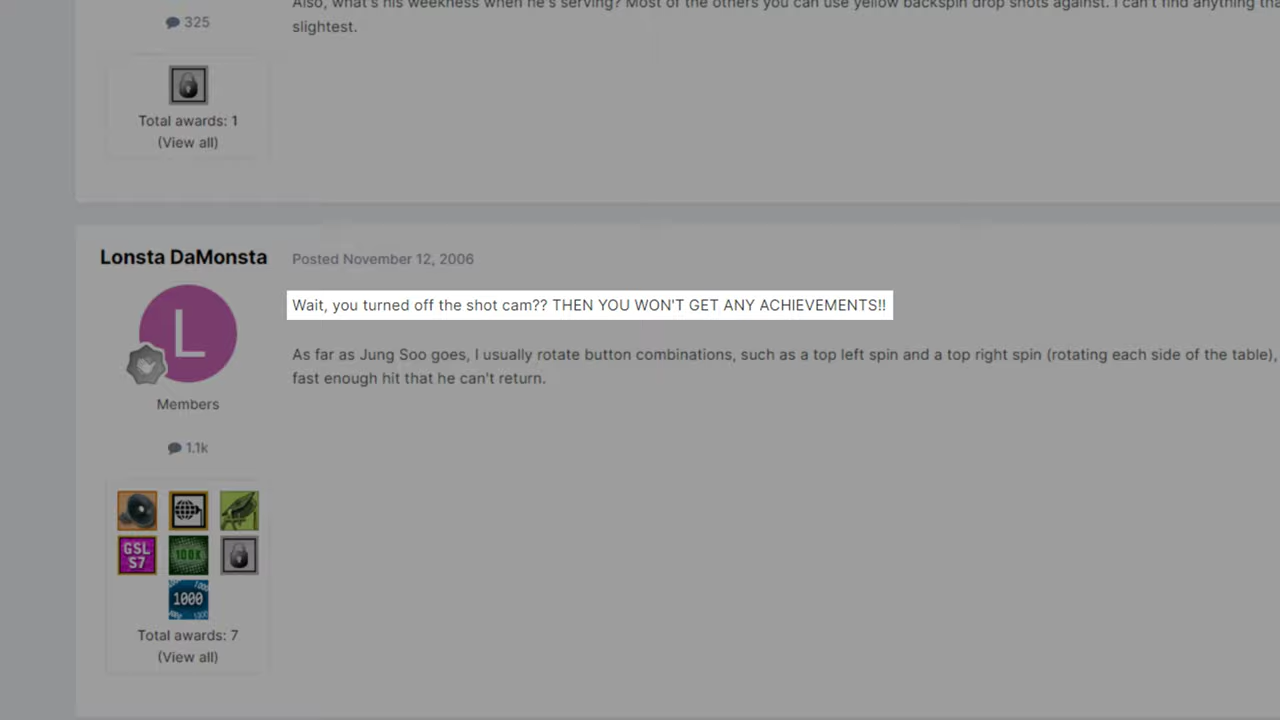 Also, what's his weekness when he's serving? Most of the others you can use yellow backspin drop shots against. I can't find anything
325
slightest.
Total awards: 1
(View all)
Lonsta DaMonsta
Posted November 12, 2006
Wait, you turned off the shot cam?? THEN YOU WON'T GET ANY ACHIEVEMENTS!!
L
As far as Jung Soo goes, I usually rotate button combinations, such as a top left spin and a top right spin (rotating each side of the table),
fast enough hit that he can't return.
Members
1.1k
GSL
S7
100K
1000
Total awards: 7
(View all)